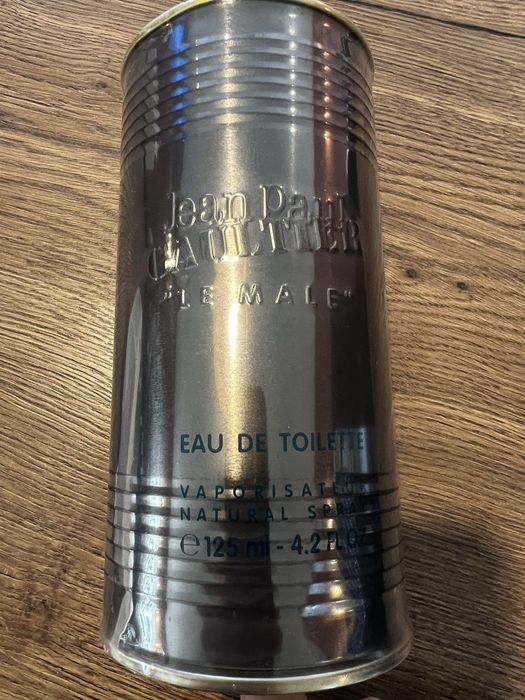 Jean Paul
GAULTIER
"LE MALE"
EAU DE TOILETTE
VAPORISATEUR
NATURAL SPRAY
e 125 ml - 4.2 FL OZ